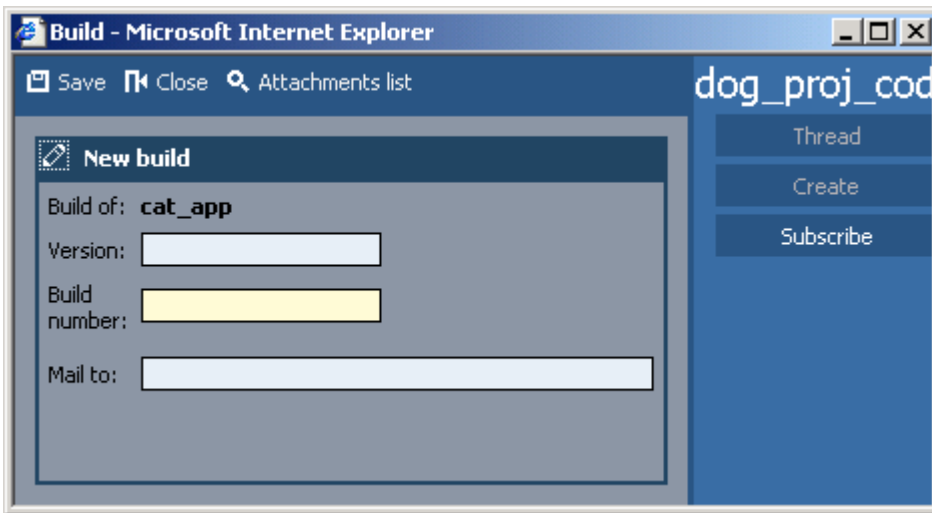 Build - Microsoft Internet Explorer
Save Close Attachments list
dog_proj_cod
Thread
Create
Subscribe
New build
Build of: cat_app
Version:
Build
number:
Mail to: